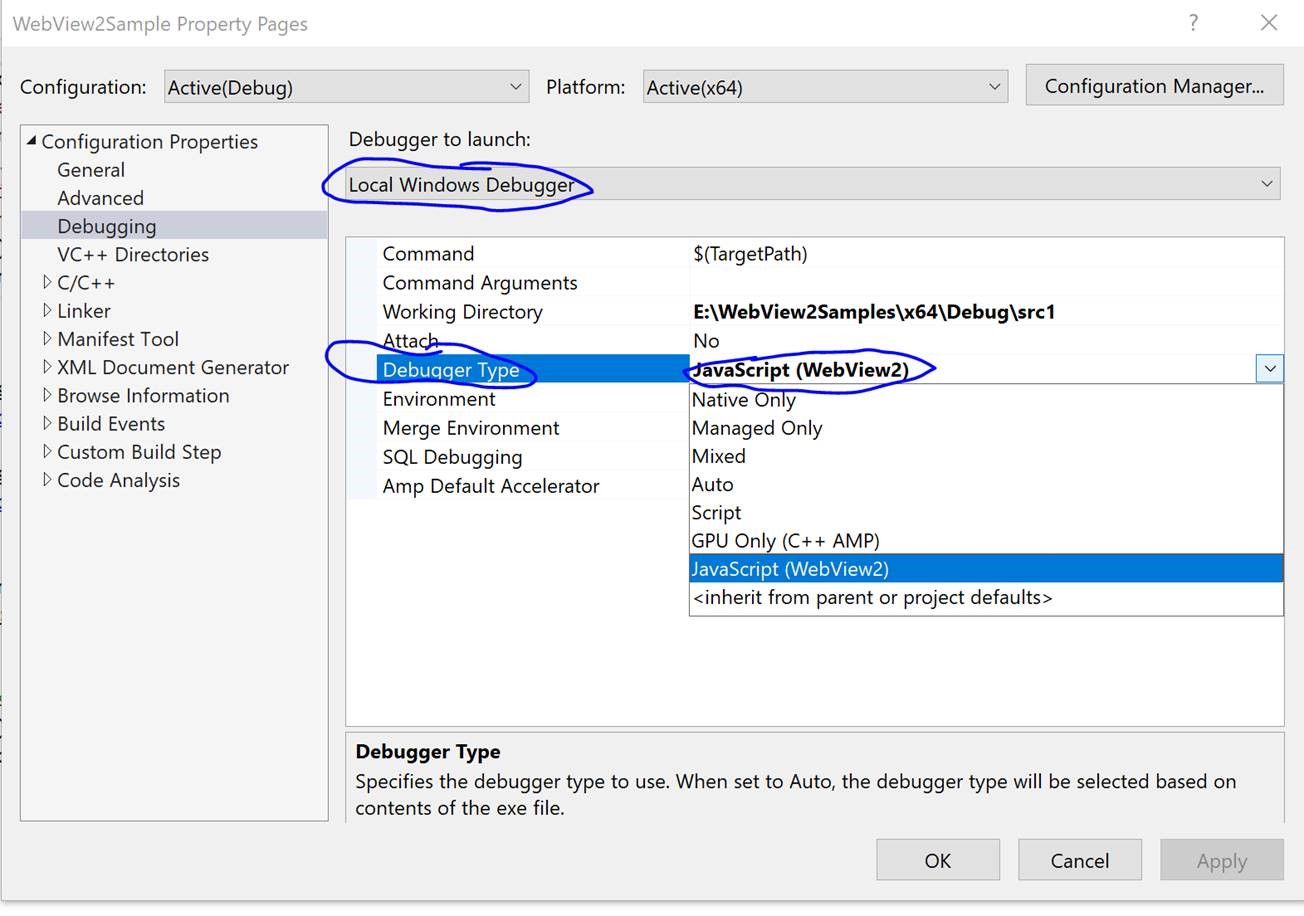 WebView2Sample Property Pages
?
Configuration: Active(Debug) Platform: Active(x64) Configuration Manager...
Configuration Properties
General
Advanced
Debugging
VC++ Directories
C/C++
Linker
Manifest Tool
XML Document Generator
Browse Information
Build Events
Custom Build Step
Code Analysis
Debugger to launch:
Local Windows Debugger
Command $(TargetPath)
Command Arguments
Working Directory E:\WebView2Samples\x64\Debug\src1
Attach No
Debugger Type JavaScript (WebView2)
Environment
Merge Environment
SQL Debugging
Amp Default Accelerator
Native Only
Managed Only
Mixed
Auto
Script
GPU Only (C++ AMP)
JavaScript (WebView2)
<inherit from parent or project defaults>
Debugger Type
Specifies the debugger type to use. When set to Auto, the debugger type will be selected based on
contents of the exe file.
OK Cancel Apply